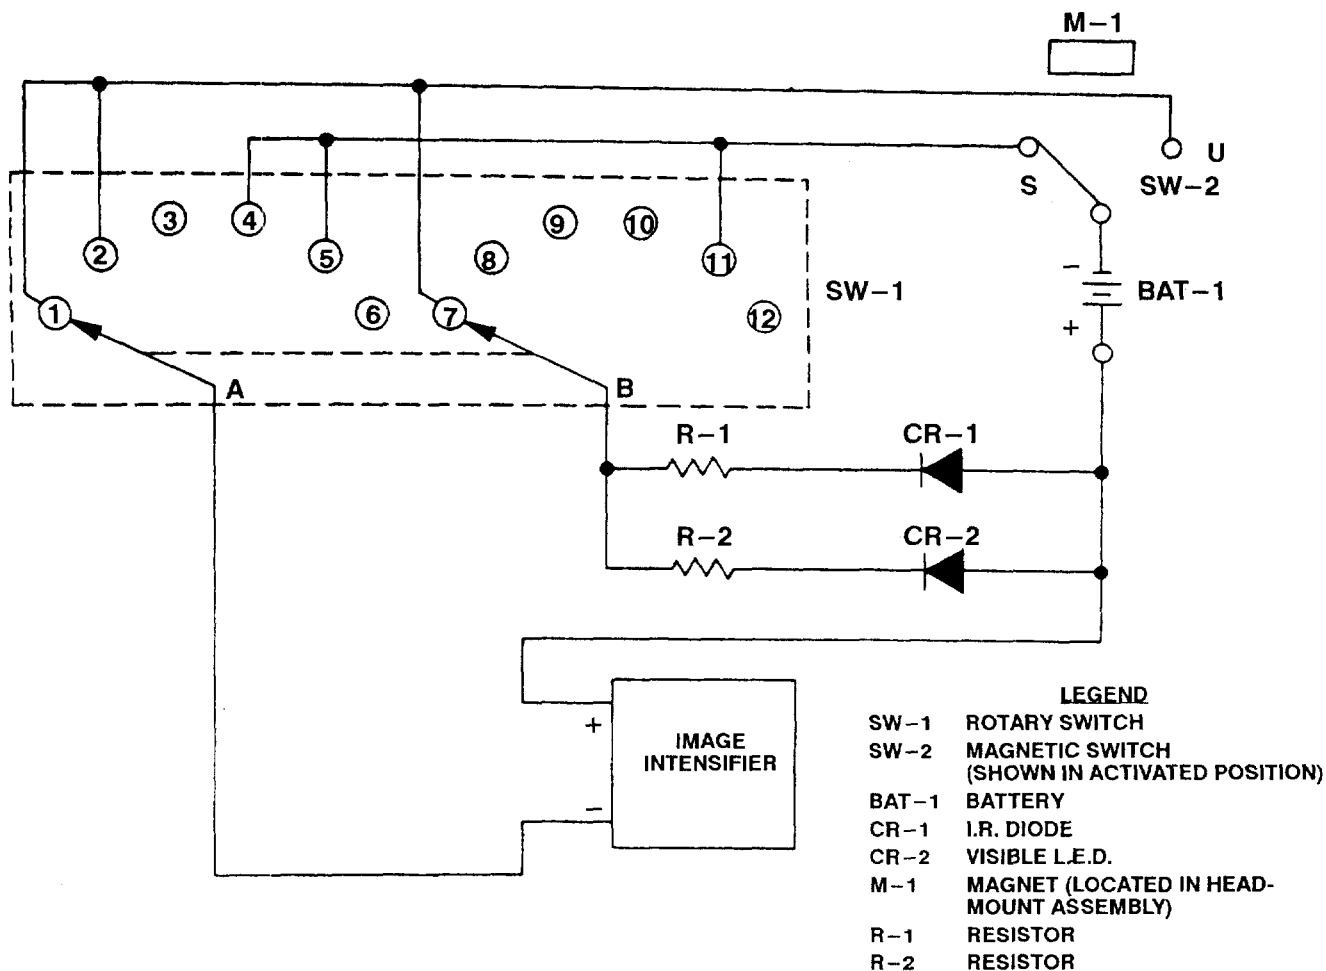 M-1
U
S
SW-2
3
4
9
10
2
5
8
11
SW-1
- BAT-1
+
1
6
7
12
A
B
R-1
CR-1
R-2
CR-2
+
IMAGE
INTENSIFIER
-
LEGEND
SW-1 ROTARY SWITCH
SW-2 MAGNETIC SWITCH
(SHOWN IN ACTIVATED POSITION)
BAT-1 BATTERY
CR-1 I.R. DIODE
CR-2 VISIBLE L.E.D.
M-1 MAGNET (LOCATED IN HEAD-
MOUNT ASSEMBLY)
R-1 RESISTOR
R-2 RESISTOR